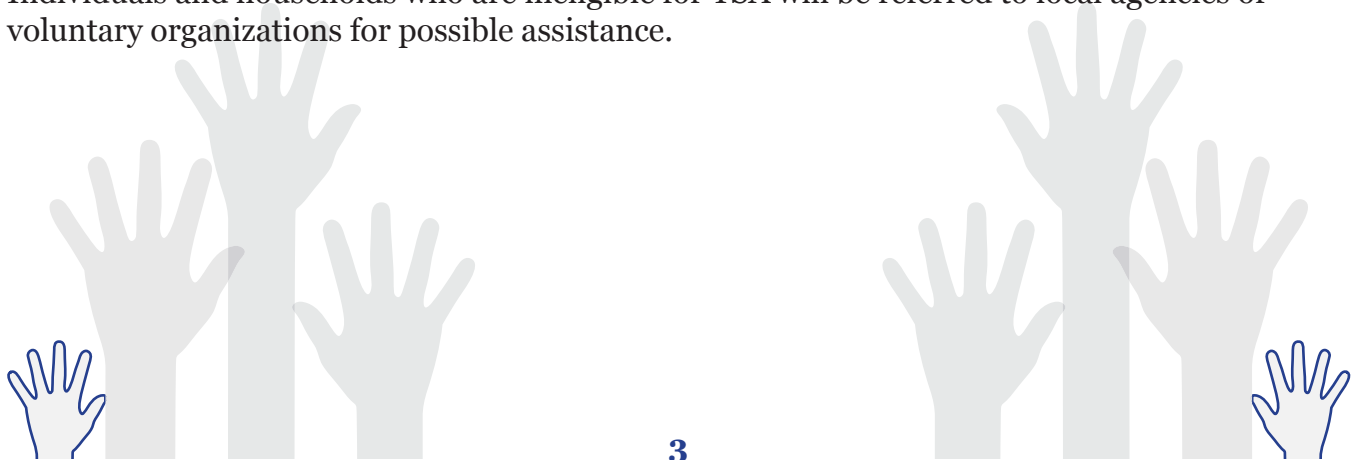 Individuals and households who are ineligible for TSA will be referred to local agencies or
voluntary organizations for possible assistance.
3